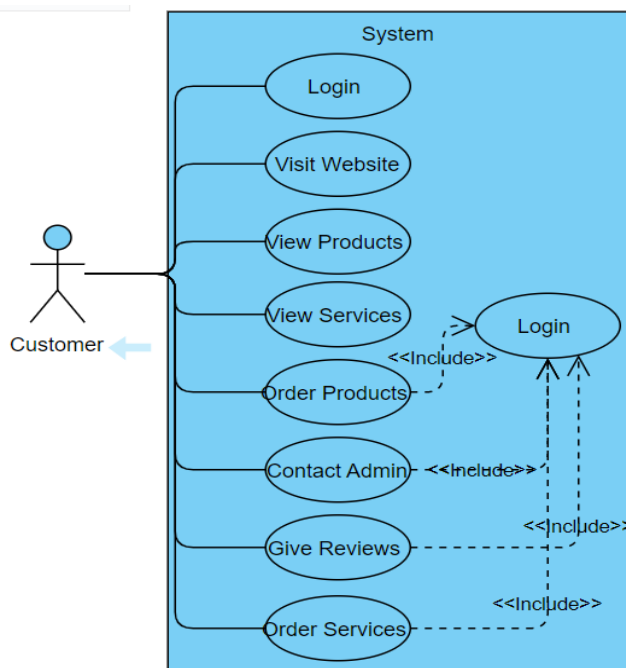 System
Login
Visit Website
View Products
View Services
Login
Customer
<<Include>>
Order Products
Contact Admin
<<Include>>
<<Include>>
Give Reviews
<<Include>>
Order Services